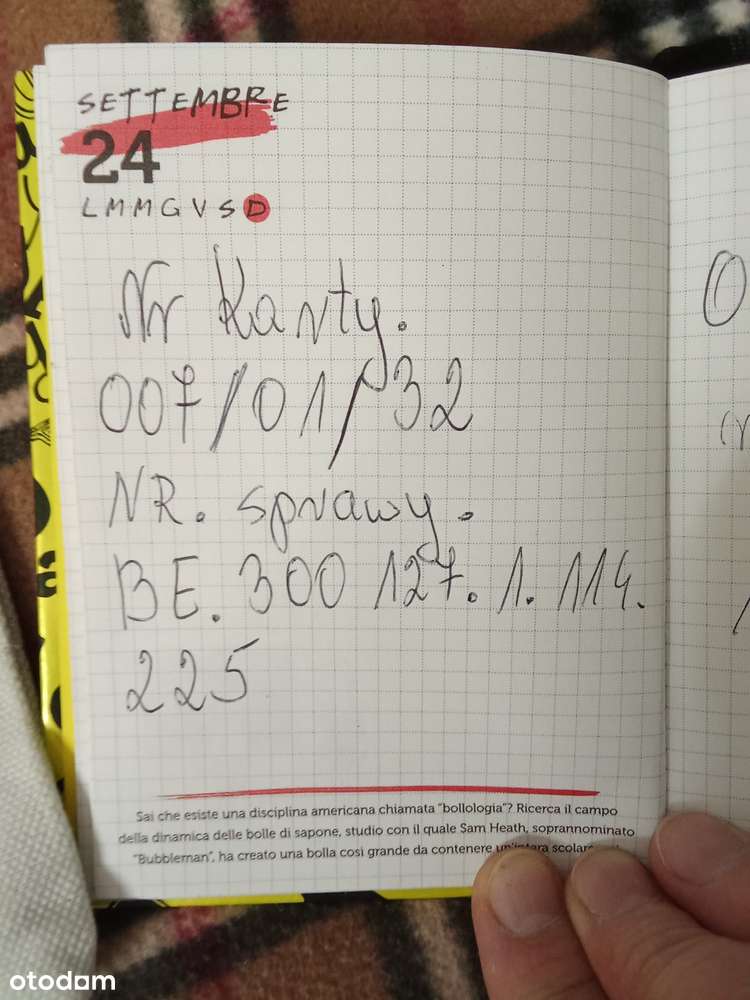 SETTEMBRE
24
L M M G V S D
Nr Karty.
007/01/32
NR. sprawy.
BE. 300 127. 1. 114.
225
Sai che esiste una disciplina americana chiamata "bollologia"? Ricerca il campo
della dinamica delle bolle di sapone, studio con il quale Sam Heath, soprannominato
"Bubbleman", ha creato una bolla così grande da contenere un'intera
otodom